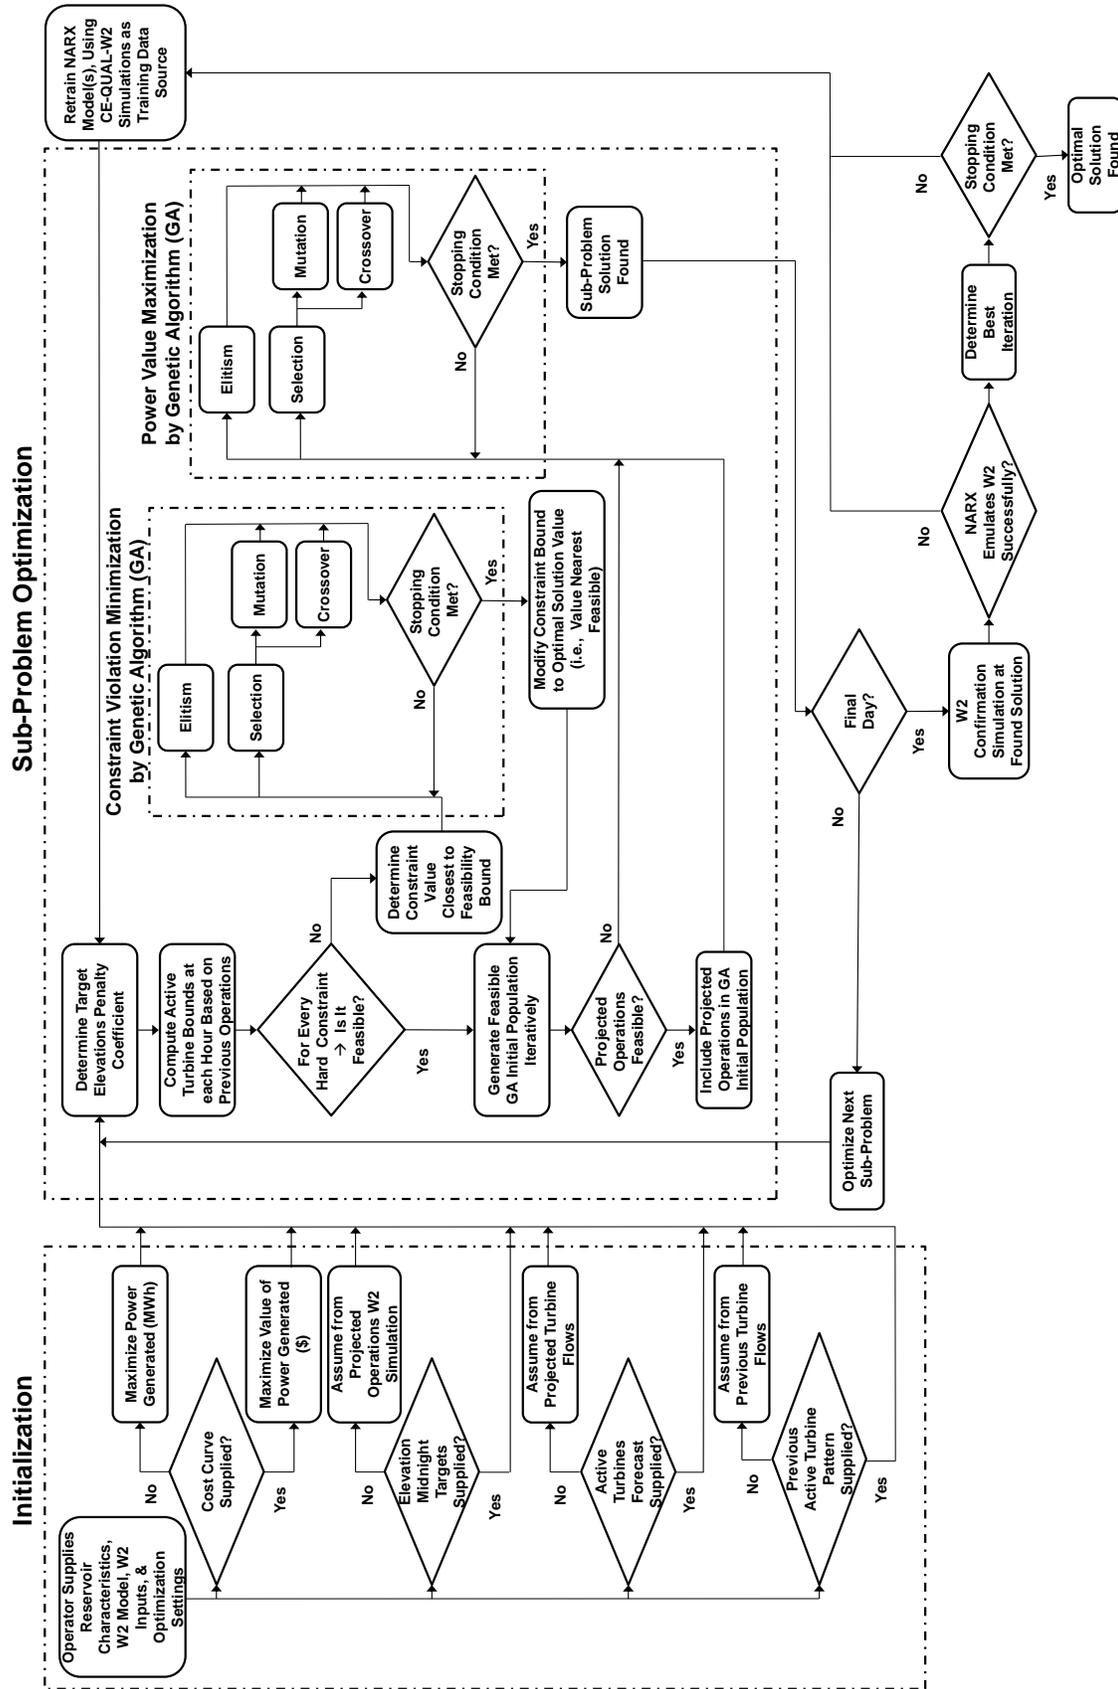 Initialization
Operator Supplies
Reservoir
Characteristics,
W2 Model, W2
Inputs, &
Optimization
Settings
Cost Curve
Supplied?
No
Yes
Maximize Power
Generated (MWh)
Maximize Value of
Power Generated
($)
Elevation
Midnight
Targets
Supplied?
No
Yes
Assume from
Projected
Operations W2
Simulation
Active
Turbines
Forecast
Supplied?
No
Yes
Assume from
Projected Turbine
Flows
Previous
Active Turbine
Pattern
Supplied?
No
Yes
Assume from
Previous Turbine
Flows
Sub-Problem Optimization
Determine Target
Elevations Penalty
Coefficient
Compute Active
Turbine Bounds at
each Hour Based on
Previous Operations
For Every
Hard Constraint
→ Is It
Feasible?
No
Yes
Determine
Constraint
Value
Closest to
Feasibility
Bound
Generate Feasible
GA Initial Population
Iteratively
Projected
Operations
Feasible?
No
Yes
Include Projected
Operations in GA
Initial Population
Constraint Violation Minimization
by Genetic Algorithm (GA)
Elitism
Selection
Mutation
Crossover
Stopping
Condition
Met?
No
Yes
Modify Constraint Bound
to Optimal Solution Value
(i.e., Value Nearest
Feasible)
Power Value Maximization
by Genetic Algorithm (GA)
Elitism
Selection
Mutation
Crossover
Stopping
Condition
Met?
No
Yes
Sub-Problem
Solution
Found
Retrain NARX
Model(s), Using
CE-QUAL-W2
Simulations as
Training Data
Source
Optimize Next
Sub-Problem
Final
Day?
No
Yes
W2
Confirmation
Simulation at
Found Solution
NARX
Emulates W2
Successfully?
No
Determine
Best
Iteration
Stopping
Condition
Met?
No
Yes
Optimal
Solution
Found